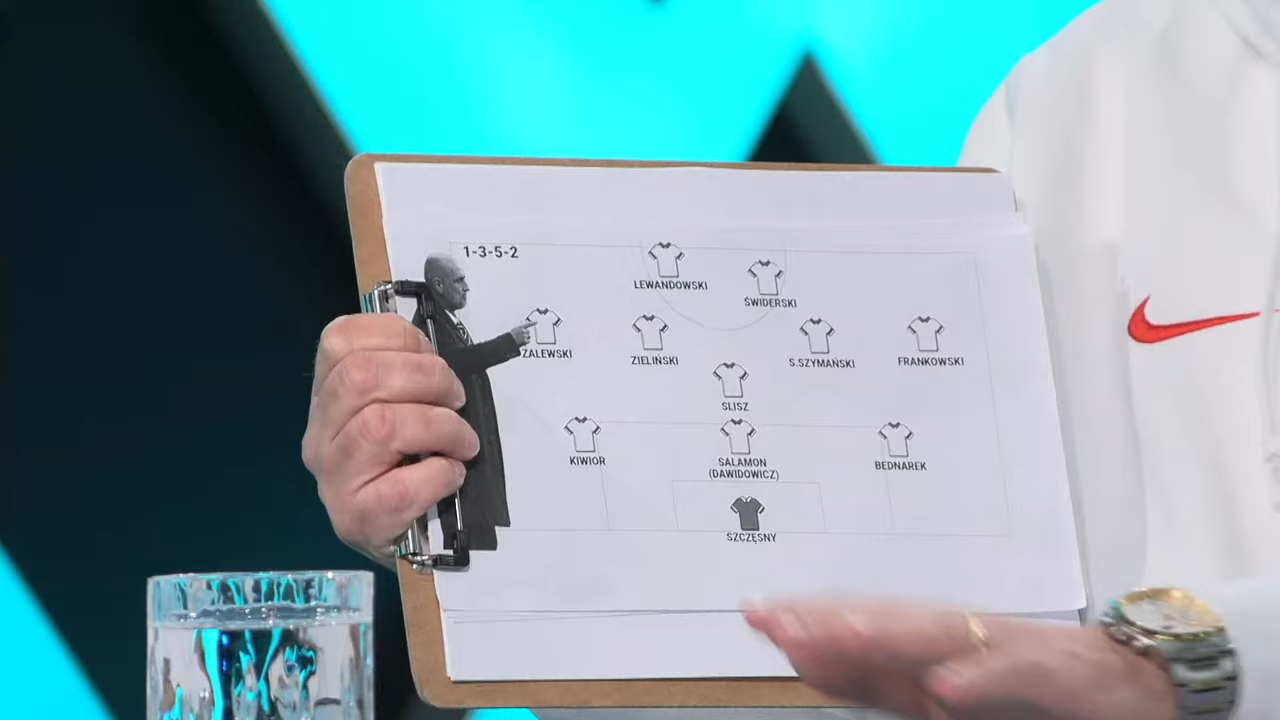 1-3-5-2
LEWANDOWSKI
ŚWIDERSKI
ZALEWSKI
ZIELIŃSKI
S.SZYMAŃSKI
FRANKOWSKI
SLISZ
KIWIOR
SALAMON
(DAWIDOWICZ)
BEDNAREK
SZCZĘSNY